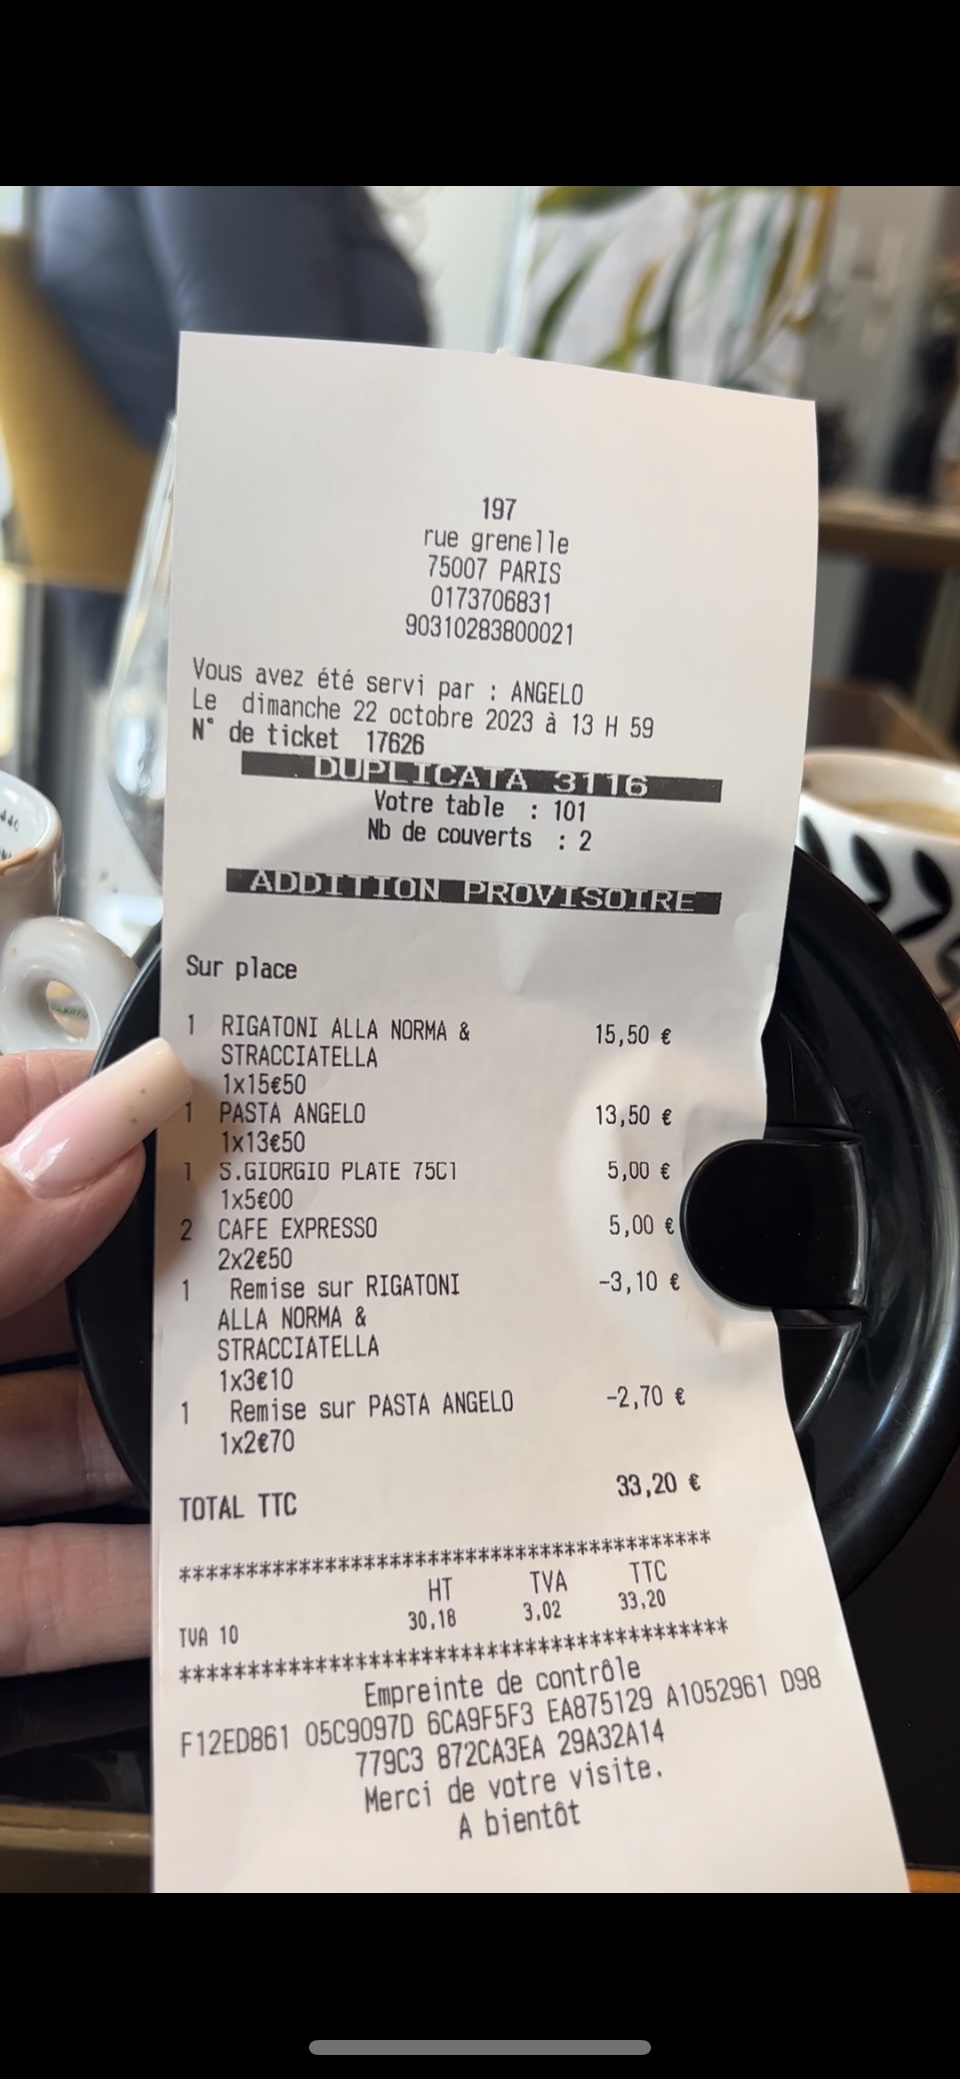 197
rue grenelle
75007 PARIS
0173706831
90310283800021
Vous avez été servi par : ANGELO
Le dimanche 22 octobre 2023 à 13 H 59
N° de ticket 17626
DUPLICATA 3116
Votre table : 101
Nb de couverts : 2
ADDITION PROVISOIRE
Sur place
1 RIGATONI ALLA NORMA & 15,50 €
STRACCIATELLA
1x15€50
1 PASTA ANGELO 13,50 €
1x13€50
1 S.GIORGIO PLATE 75Cl 5,00 €
1x5€00
2 CAFE EXPRESSO 5,00 €
2x2€50
1 Remise sur RIGATONI -3,10 €
ALLA NORMA &
STRACCIATELLA
1x3€10
1 Remise sur PASTA ANGELO -2,70 €
1x2€70
TOTAL TTC 33,20 €
****************************************
HT TVA TTC
TVA 10 30.18 3.02 33.20
****************************************
Empreinte de contrôle
F12ED861 05C9097D 6CA9F5F3 EA875129 A1052961 D98
779C3 872CA3EA 29A32A14
Merci de votre visite.
A bientôt